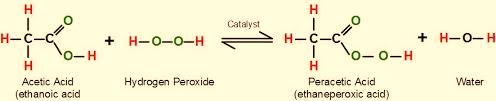 H
O
Catalyst
H
O
H–C–C
+
H–O–O–H
H–C–C
+
H–O–H
H
O–H
H
O–O–H
Acetic Acid
(ethanoic acid
Hydrogen Peroxide
Peracetic Acid
(ethaneperoxic acid)
Water